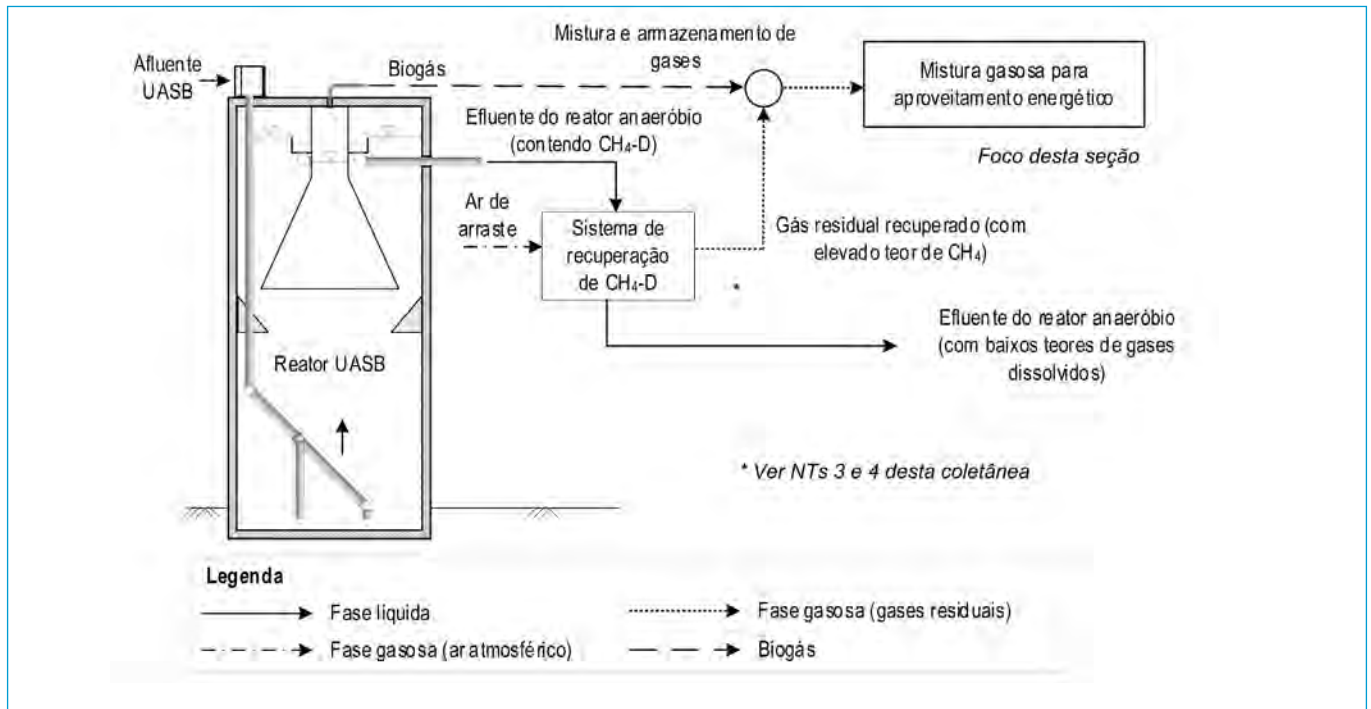 Afluente
UASB
Biogás
Mistura e armazenamento de
gases
Mistura gasosa para
aproveitamento energético
Foco desta seção
Efluente do reator anaeróbio
(contendo CH₄-D)
Ar de
arraste
Sistema de
recuperação
de CH₄-D
*
Gás residual recuperado (com
elevado teor de CH₄)
Efluente do reator anaeróbio
(com baixos teores de gases
dissolvidos)
Reator UASB
* Ver NTs 3 e 4 desta coletânea
Legenda
Fase líquida
Fase gasosa (gases residuais)
Fase gasosa (ar atmosférico)
Biogás